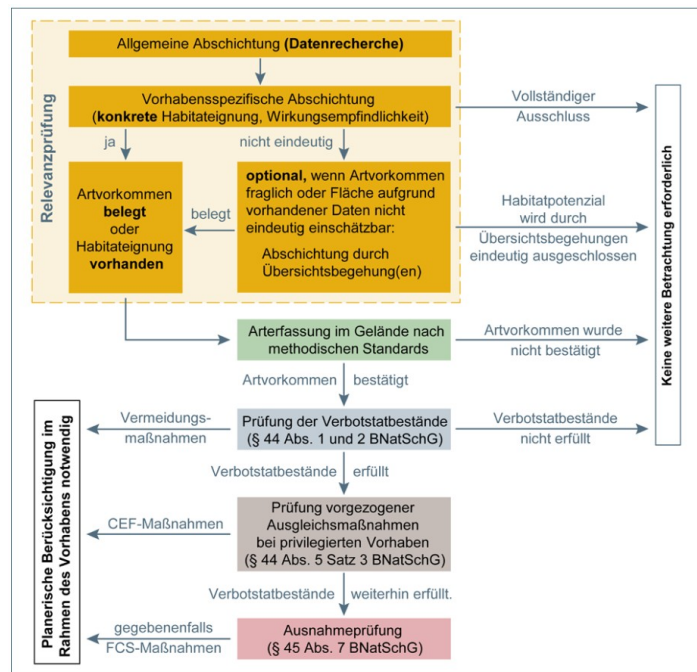 Allgemeine Abschichtung (Datenrecherche)
Relevanzprüfung
Vorhabensspezifische Abschichtung
(konkrete Habitateignung, Wirkungsempfindlichkeit)
Vollständiger
Ausschluss
ja
nicht eindeutig
Artvorkommen
belegt
oder
Habitateignung
vorhanden
belegt
optional, wenn Artvorkommen
fraglich oder Fläche aufgrund
vorhandener Daten nicht
eindeutig einschätzbar:
Abschichtung durch
Übersichtsbegehung(en)
Habitatpotenzial
wird durch
Übersichtsbegehungen
eindeutig ausgeschlossen
Keine weitere Betrachtung erforderlich
Arterfassung im Gelände nach
methodischen Standards
Artvorkommen wurde
nicht bestätigt
Artvorkommen bestätigt
Vermeidungs-
maßnahmen
Prüfung der Verbotstatbestände
(§ 44 Abs. 1 und 2 BNatSchG)
Verbotstatbestände
nicht erfüllt
Verbotstatbestände erfüllt
Planerische Berücksichtigung im
Rahmen des Vorhabens notwendig
CEF-Maßnahmen
Prüfung vorgezogener
Ausgleichsmaßnahmen
bei privilegierten Vorhaben
(§ 44 Abs. 5 Satz 3 BNatSchG)
Verbotstatbestände weiterhin erfüllt.
gegebenenfalls
FCS-Maßnahmen
Ausnahmeprüfung
(§ 45 Abs. 7 BNatSchG)